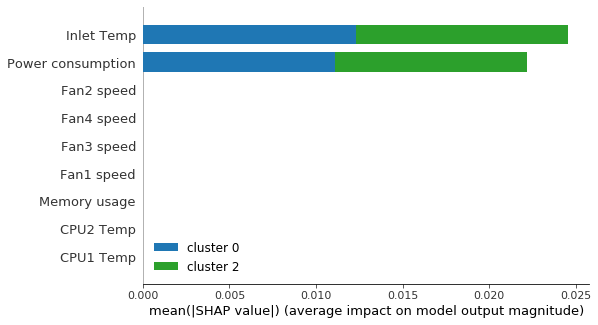 Inlet Temp
Power consumption
Fan2 speed
Fan4 speed
Fan3 speed
Fan1 speed
Memory usage
CPU2 Temp
CPU1 Temp
cluster 0
cluster 2
0.000 0.005 0.010 0.015 0.020 0.025
mean(|SHAP value|) (average impact on model output magnitude)